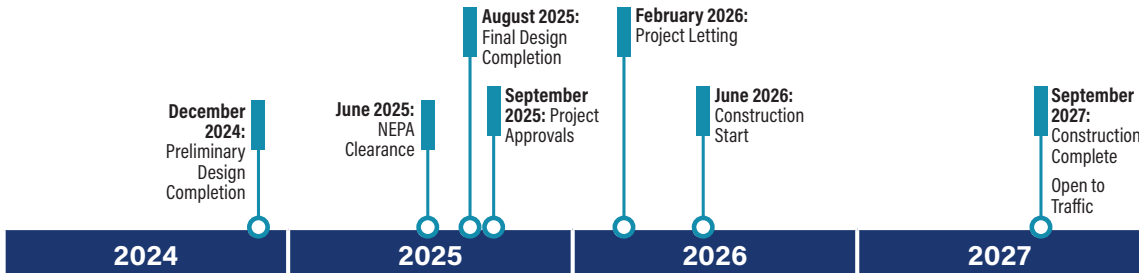 December
2024:
Preliminary
Design
Completion
June 2025:
NEPA
Clearance
August 2025:
Final Design
Completion
September
2025: Project
Approvals
February 2026:
Project Letting
June 2026:
Construction
Start
September
2027:
Construction
Complete
Open to
Traffic
2024
2025
2026
2027